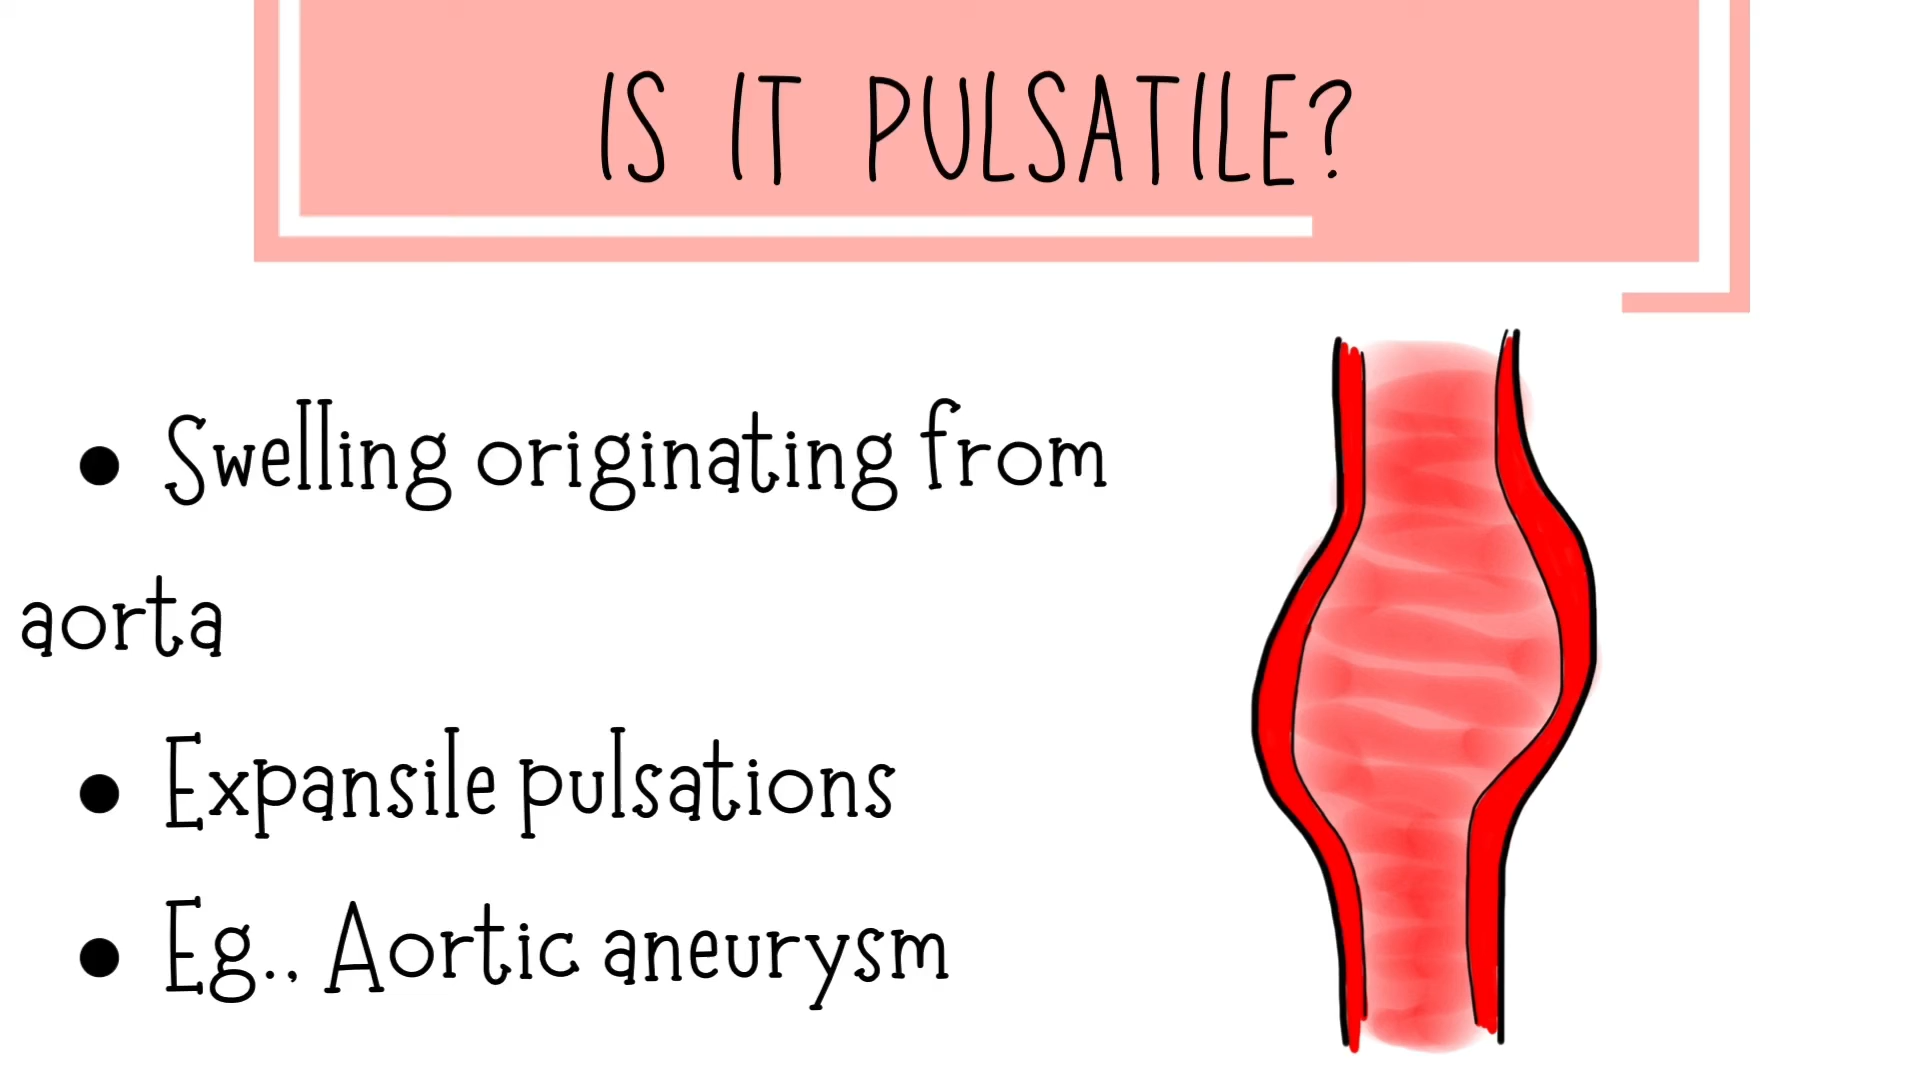 IS IT PULSATILE?
• Swelling originating from
aorta
• Expansile pulsations
• Eg., Aortic aneurysm